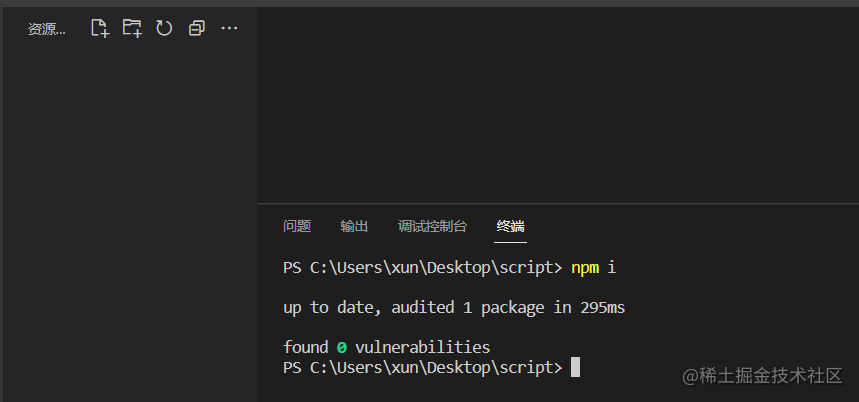 资源...
问题 输出 调试控制台 终端
PS C:\Users\xun\Desktop\script> npm i
up to date, audited 1 package in 295ms
found 0 vulnerabilities
PS C:\Users\xun\Desktop\script>
@稀土掘金技术社区